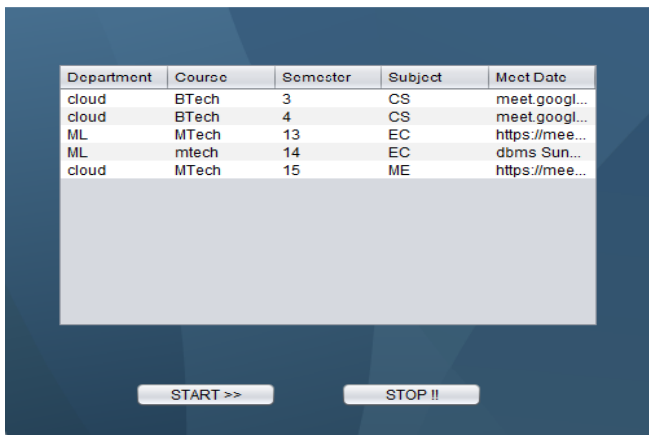 Department Course Semester Subject Meet Date
cloud BTech 3 CS meet.googl...
cloud BTech 4 CS meet.googl...
ML MTech 13 EC https://mee...
ML mtech 14 EC dbms Sun...
cloud MTech 15 ME https://mee...
START >> STOP !!